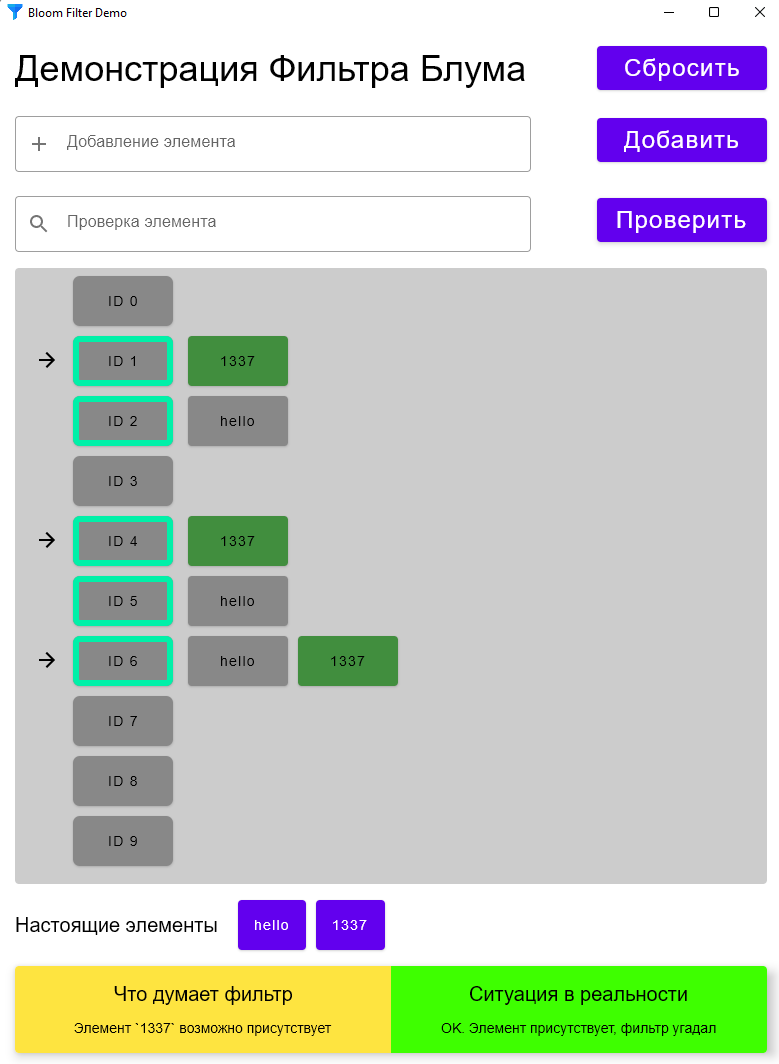 Bloom Filter Demo
Демонстрация Фильтра Блума
Сбросить
Добавление элемента
Добавить
Проверка элемента
Проверить
ID 0
ID 1 1337
ID 2 hello
ID 3
ID 4 1337
ID 5 hello
ID 6 hello 1337
ID 7
ID 8
ID 9
Настоящие элементы hello 1337
Что думает фильтр
Элемент `1337` возможно присутствует
Ситуация в реальности
ОК. Элемент присутствует, фильтр угадал